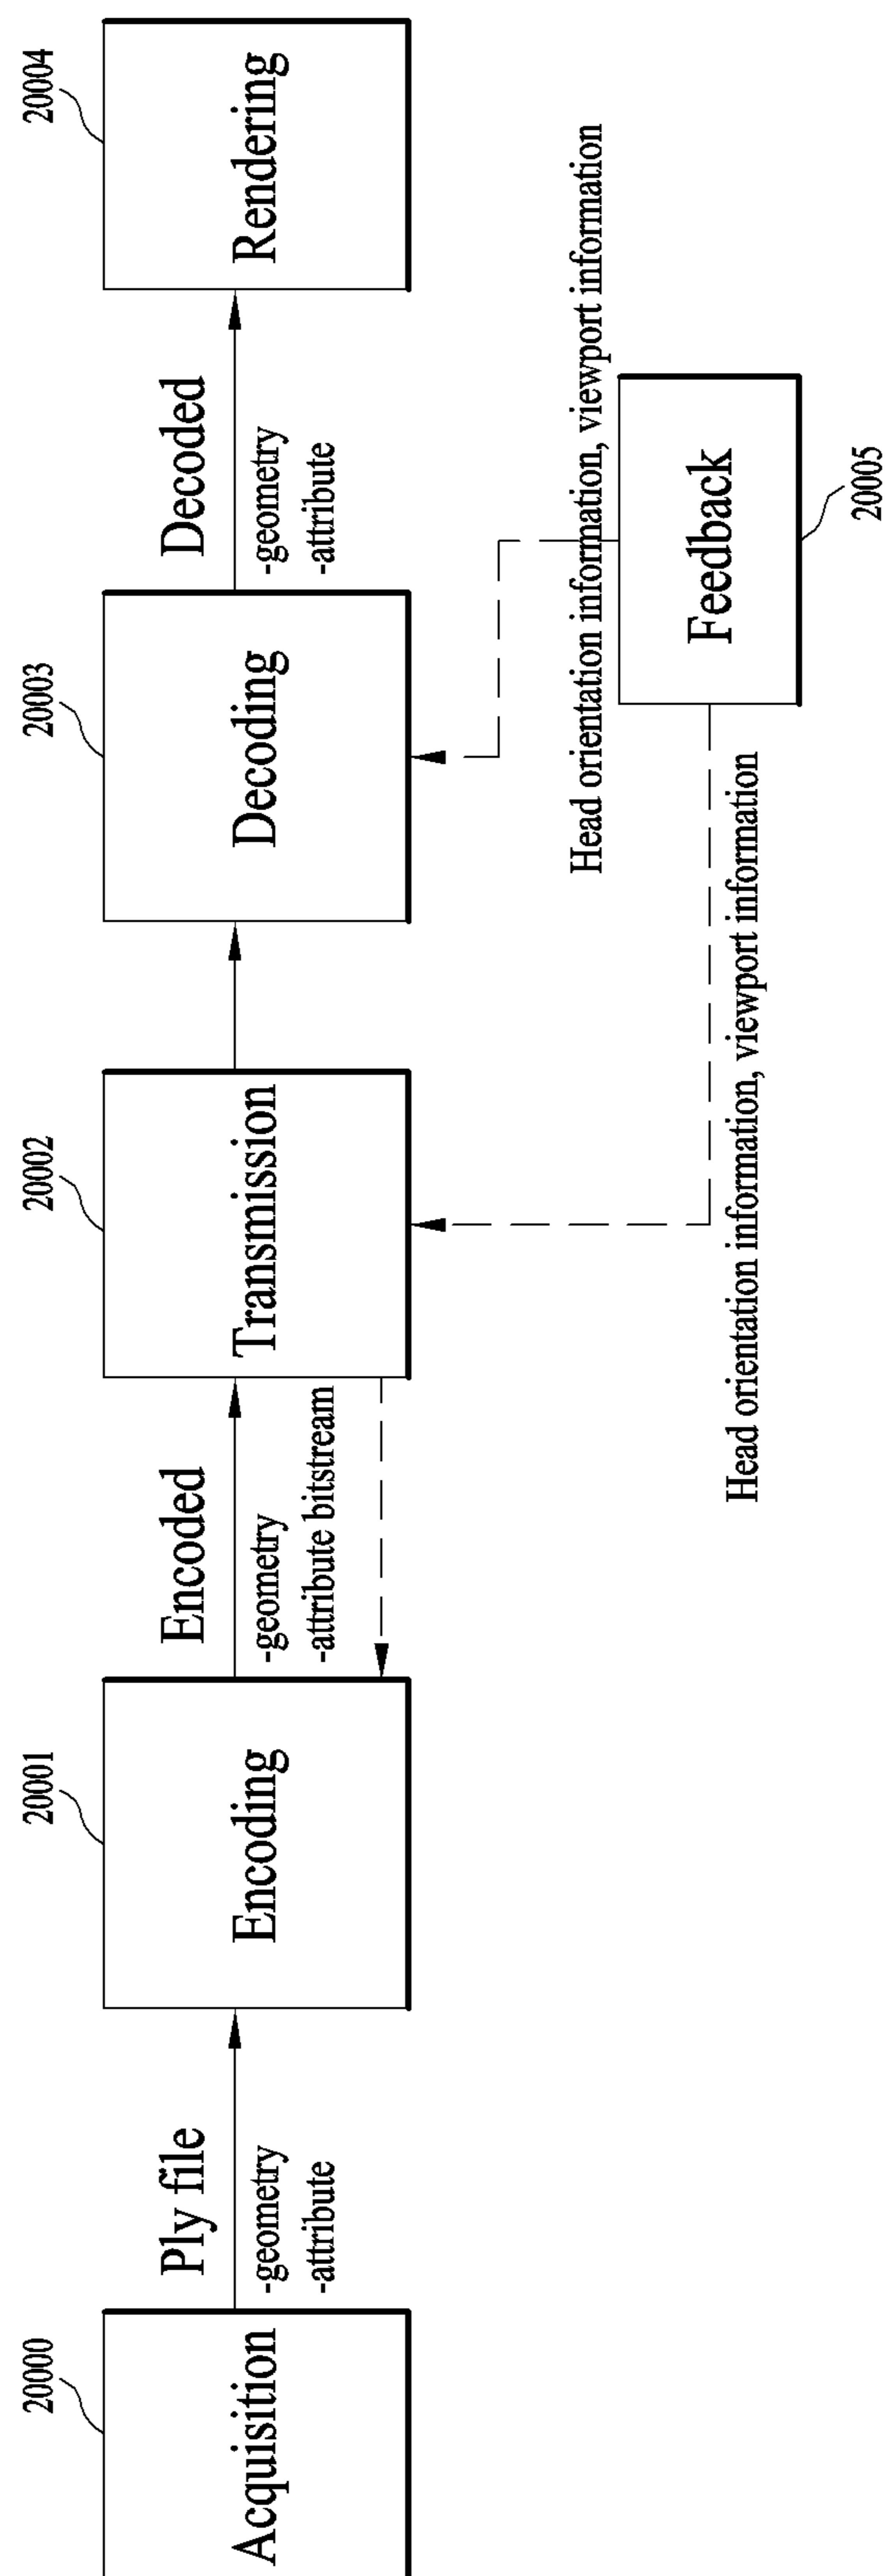 20000
20001
20002
20003
20004
Ply file
Encoded
Decoded
Acquisition
Encoding
Transmission
Decoding
Rendering
-geometry
-attribute
-geometry
-attribute bitstream
-geometry
-attribute
Head orientation information, viewport information
Feedback
Head orientation information, viewport information
20005